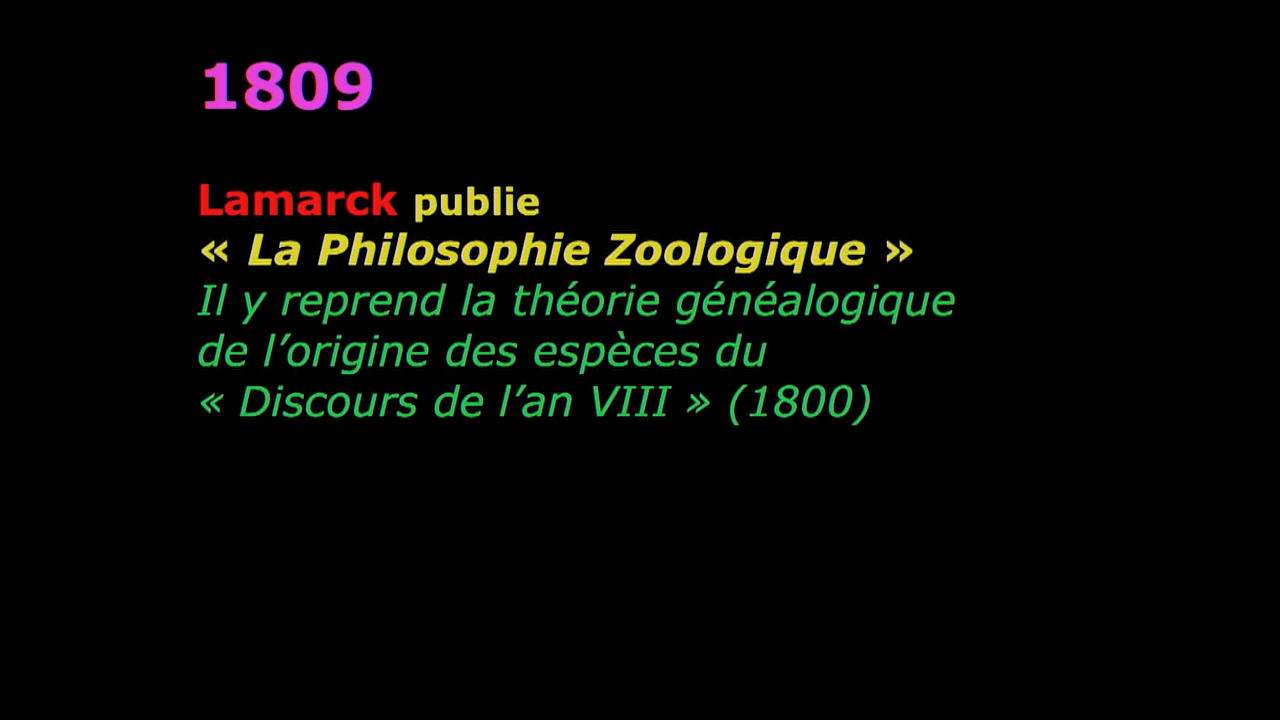 1809
Lamarck publie
« La Philosophie Zoologique »
Il y reprend la théorie généalogique
de l’origine des espèces du
« Discours de l’an VIII » (1800)